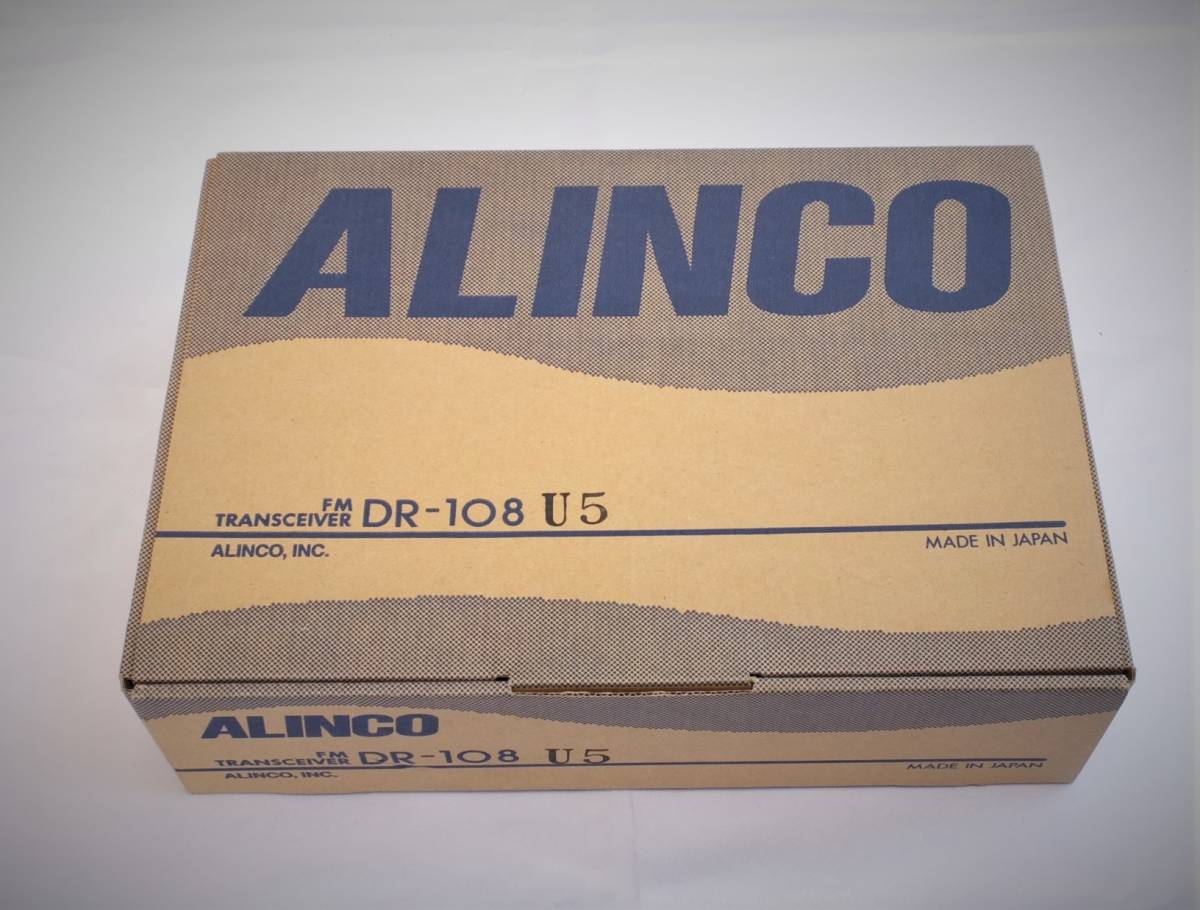 ALINCO
FM
TRANSCEIVER DR-108 U5
ALINCO, INC.
MADE IN JAPAN
ALINCO
FM
TRANSCEIVER DR-108 U5
ALINCO, INC.
MADE IN JAPAN